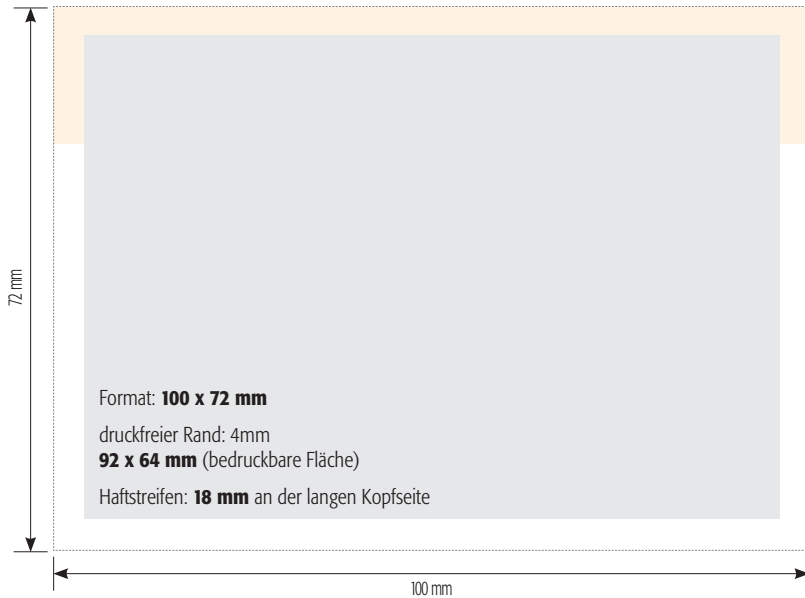 72 mm
Format: 100 x 72 mm
druckfreier Rand: 4mm
92 x 64 mm (bedruckbare Fläche)
Haftstreifen: 18 mm an der langen Kopfseite
100 mm